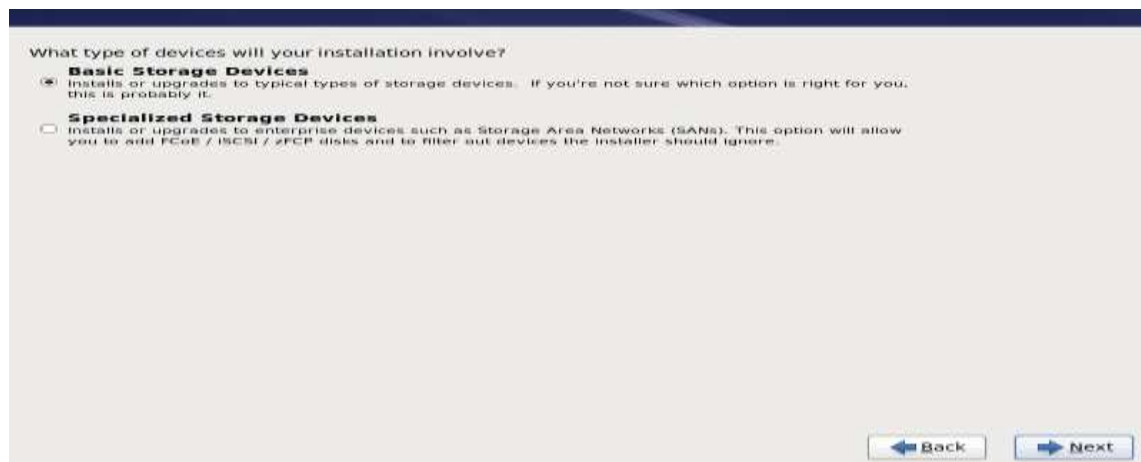 What type of devices will your installation involve?
Basic Storage Devices
Installs or upgrades to typical types of storage devices. If you're not sure which option is right for you,
this is probably it.
Specialized Storage Devices
Installs or upgrades to enterprise devices such as Storage Area Networks (SANs). This option will allow
you to add FCoE / iSCSI / zFCP disks and to filter out devices the installer should ignore.
Back Next